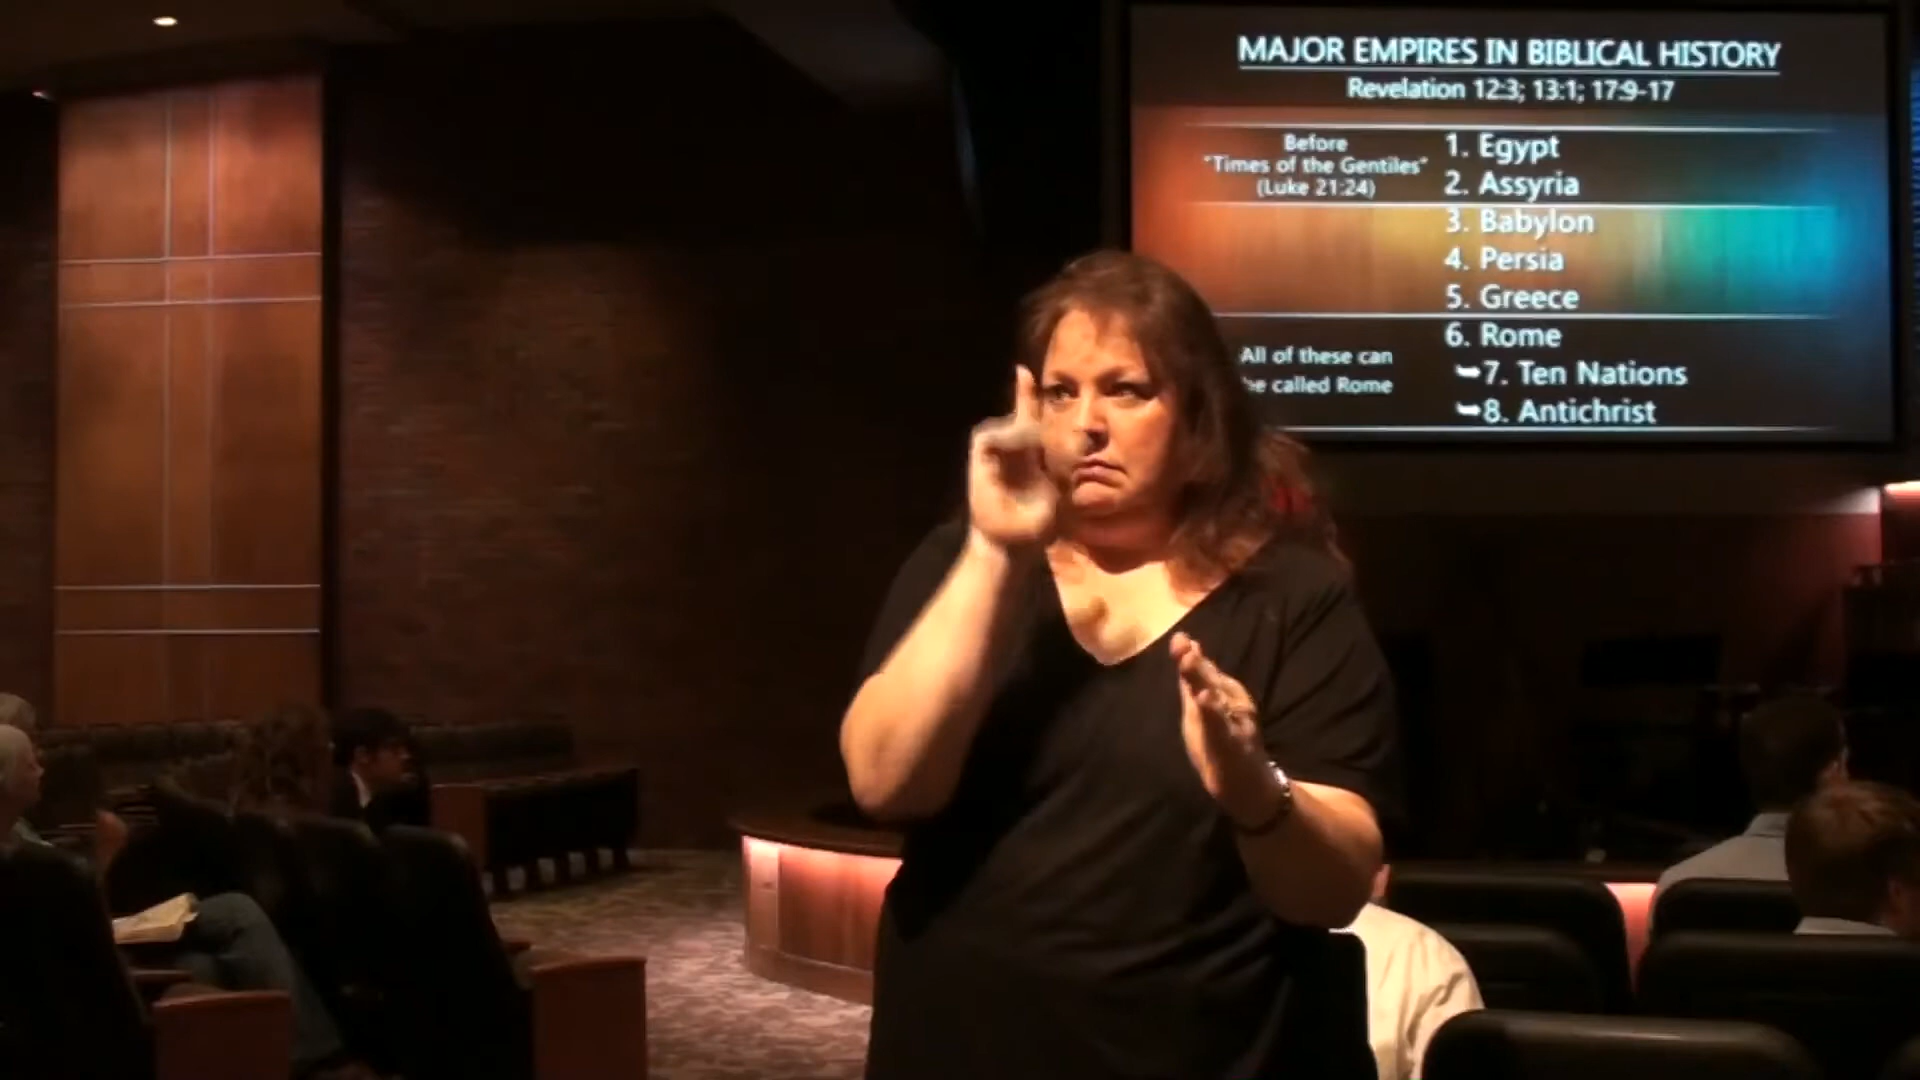 MAJOR EMPIRES IN BIBLICAL HISTORY
Revelation 12:3; 13:1; 17:9-17
Before
"Times of the Gentiles"
(Luke 21:24)
1. Egypt
2. Assyria
3. Babylon
4. Persia
5. Greece
All of these can
be called Rome
6. Rome
➥7. Ten Nations
➥8. Antichrist